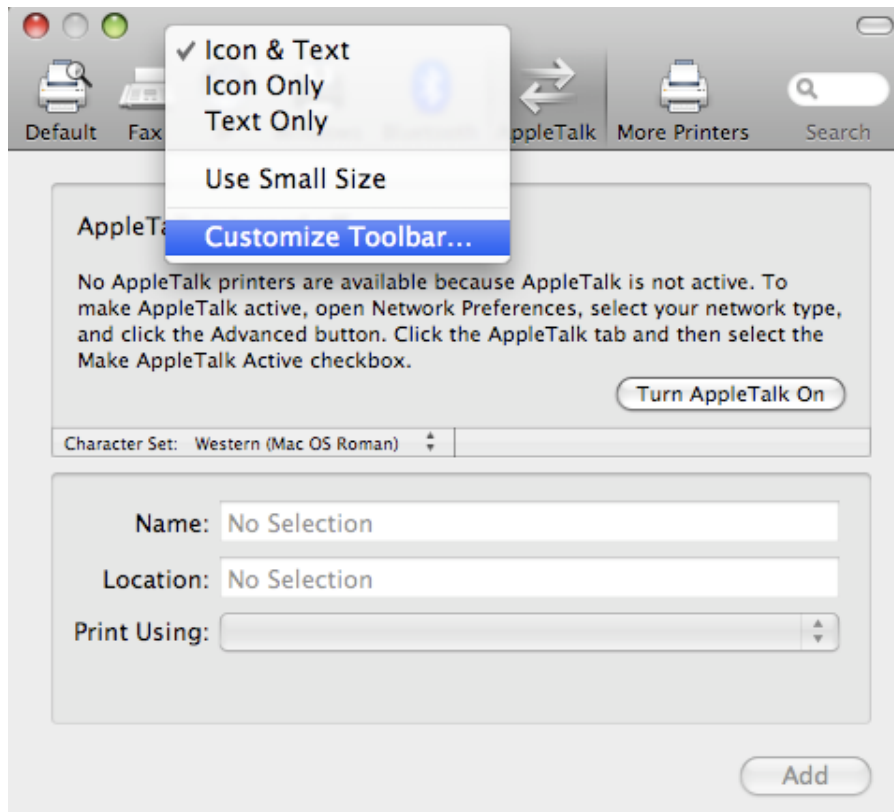 Icon & Text
Icon Only
Text Only
Use Small Size
Customize Toolbar...
Default Fax AppleTalk More Printers Search
No AppleTalk printers are available because AppleTalk is not active. To
make AppleTalk active, open Network Preferences, select your network type,
and click the Advanced button. Click the AppleTalk tab and then select the
Make AppleTalk Active checkbox.
Turn AppleTalk On
Character Set: Western (Mac OS Roman)
Name: No Selection
Location: No Selection
Print Using:
Add